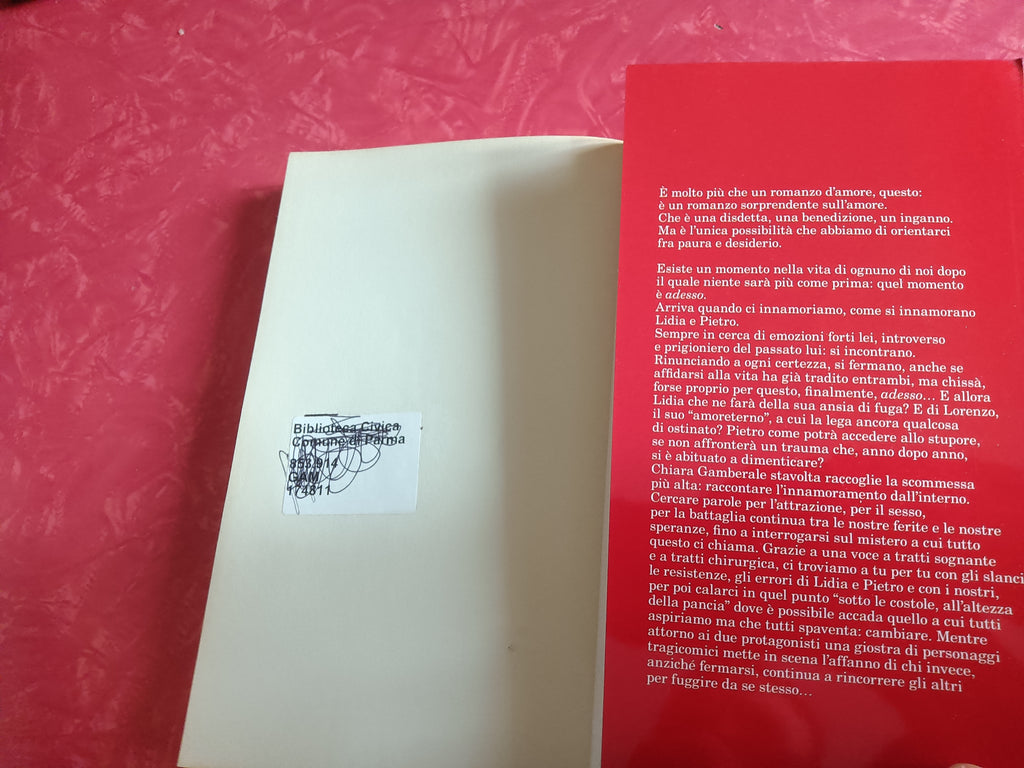 Biblioteca Civica
Comune di Parma
853.914
GAM
174811
È molto più che un romanzo d'amore, questo:
è un romanzo sorprendente sull'amore.
Che è una disdetta, una benedizione, un inganno.
Ma è l'unica possibilità che abbiamo di orientarci
fra paura e desiderio.
Esiste un momento nella vita di ognuno di noi dopo
il quale niente sarà più come prima: quel momento
è adesso.
Arriva quando ci innamoriamo, come si innamorano
Lidia e Pietro.
Sempre in cerca di emozioni forti lei, introverso
e prigioniero del passato lui: si incontrano.
Rinunciando a ogni certezza, si fermano, anche se
affidarsi alla vita ha già tradito entrambi, ma chissà,
forse proprio per questo, finalmente, adesso... E allora
Lidia che ne farà della sua ansia di fuga? E di Lorenzo,
il suo “amoreterno”, a cui la lega ancora qualcosa
di ostinato? Pietro come potrà accedere allo stupore,
se non affronterà un trauma che, anno dopo anno,
si è abituato a dimenticare?
Chiara Gamberale stavolta raccoglie la scommessa
più alta: raccontare l'innamoramento dall'interno.
Cercare parole per l'attrazione, per il sesso,
per la battaglia continua tra le nostre ferite e le nostre
speranze, fino a interrogarsi sul mistero a cui tutto
questo ci chiama. Grazie a una voce a tratti sognante
e a tratti chirurgica, ci troviamo a tu per tu con gli slanci
le resistenze, gli errori di Lidia e Pietro e con i nostri,
per poi calarci in quel punto “sotto le costole, all'altezza
della pancia” dove è possibile accada quello a cui tutti
aspiriamo ma che tutti spaventa: cambiare. Mentre
attorno ai due protagonisti una giostra di personaggi
tragicomici mette in scena l'affanno di chi invece,
anziché fermarsi, continua a rincorrere gli altri
per fuggire da se stesso...